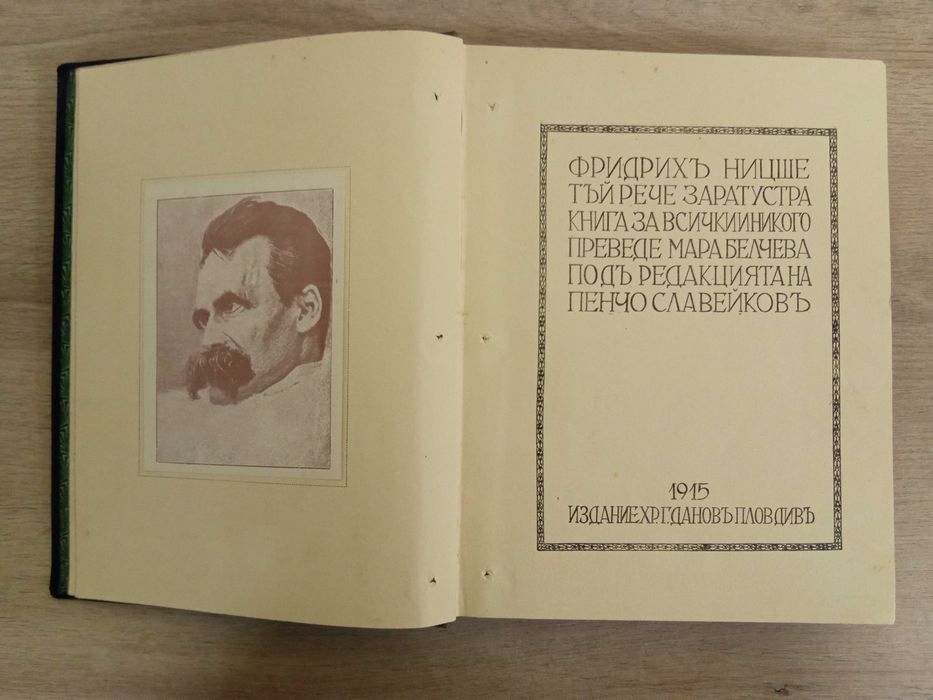 ФРИДРИХЪ НИЦШЕ
ТЪЙ РЕЧЕ ЗАРАТУСТРА
КНИГА ЗА ВСИЧКИ И НИКОГО
ПРЕВЕДЕ МАРА БЕЛЧЕВА
ПОДЪ РЕДАКЦИЯТА НА
ПЕНЧО СЛАВЕЙКОВЪ
1915
ИЗДАНИЕ ХР. Г. ДАНОВЪ ПЛОВДИВЪ